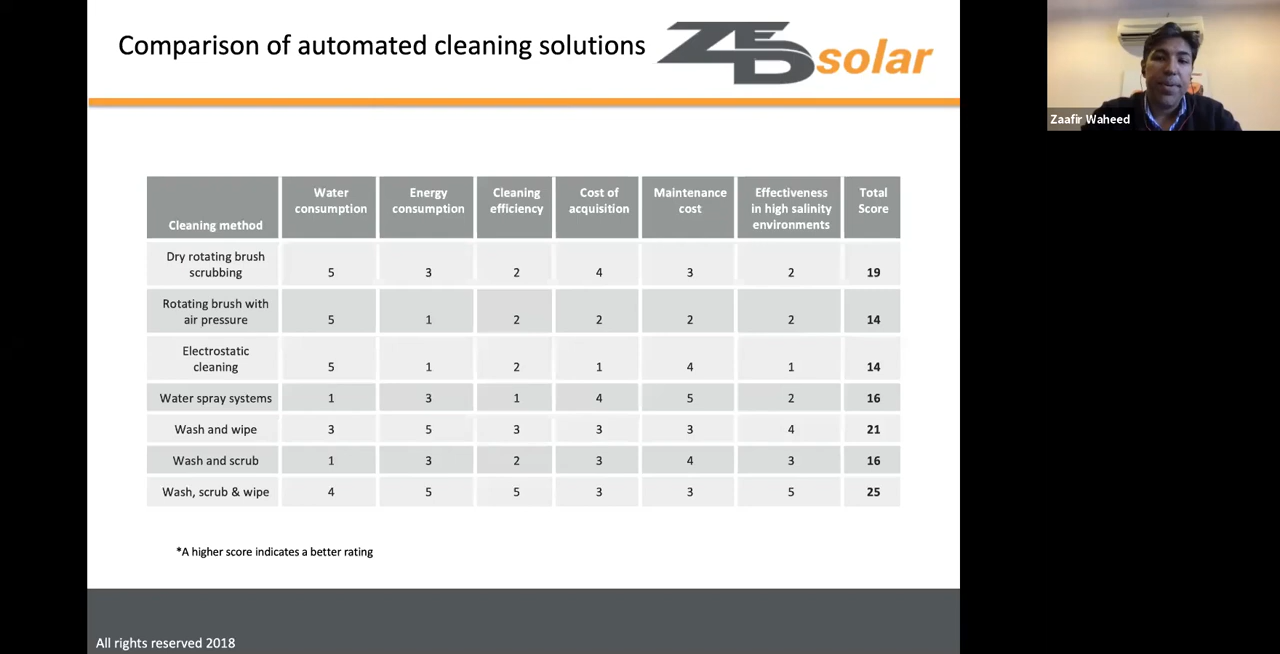 Comparison of automated cleaning solutions
ZED solar
Zaafir Waheed
Cleaning method
Water
consumption
Energy
consumption
Cleaning
efficiency
Cost of
acquisition
Maintenance
cost
Effectiveness
in high salinity
environments
Total
Score
Dry rotating brush
scrubbing
5 3 2 4 3 2 19
Rotating brush with
air pressure
5 1 2 2 2 2 14
Electrostatic
cleaning
5 1 2 1 4 1 14
Water spray systems 1 3 1 4 5 2 16
Wash and wipe 3 5 3 3 3 4 21
Wash and scrub 1 3 2 3 4 3 16
Wash, scrub & wipe 4 5 5 3 3 5 25
*A higher score indicates a better rating
All rights reserved 2018